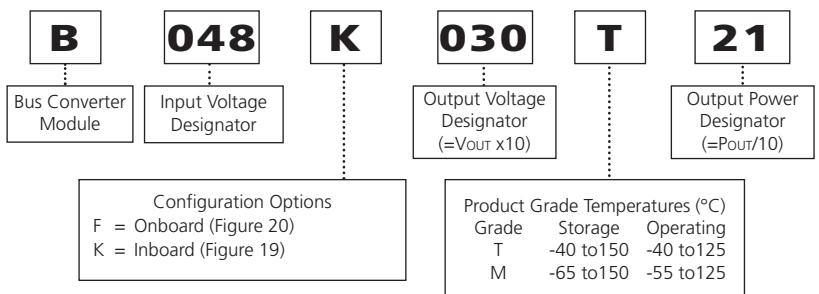 B 048 K 030 T 21
Bus Converter
Module
Input Voltage
Designator
Output Voltage
Designator
(=VOUT x10)
Output Power
Designator
(=POUT/10)
Configuration Options
F = Onboard (Figure 20)
K = Inboard (Figure 19)
Product Grade Temperatures (°C)
Grade Storage Operating
T -40 to150 -40 to125
M -65 to150 -55 to125